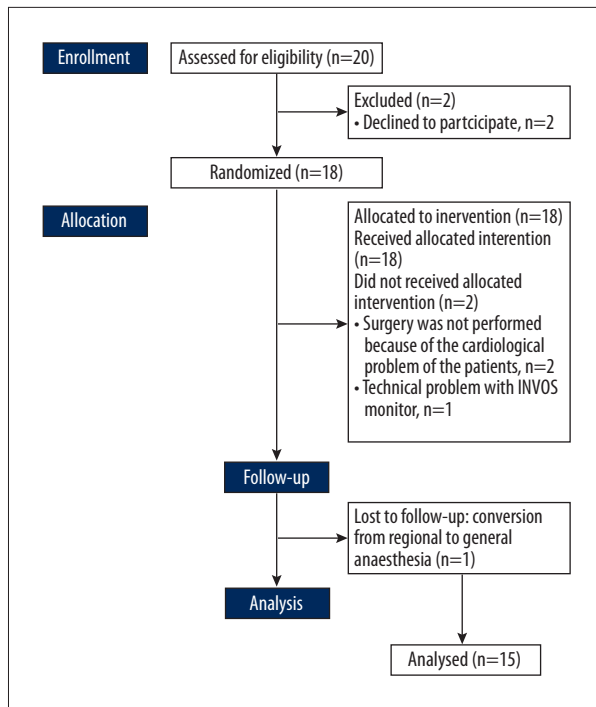 Enrollment
Assessed for eligibility (n=20)
Excluded (n=2)
• Declined to partcicipate, n=2
Randomized (n=18)
Allocation
Allocated to inervention (n=18)
Received allocated interention
(n=18)
Did not received allocated
intervention (n=2)
• Surgery was not performed
because of the cardiological
problem of the patients, n=2
• Technical problem with INVOS
monitor, n=1
Follow-up
Lost to follow-up: conversion
from regional to general
anaesthesia (n=1)
Analysis
Analysed (n=15)